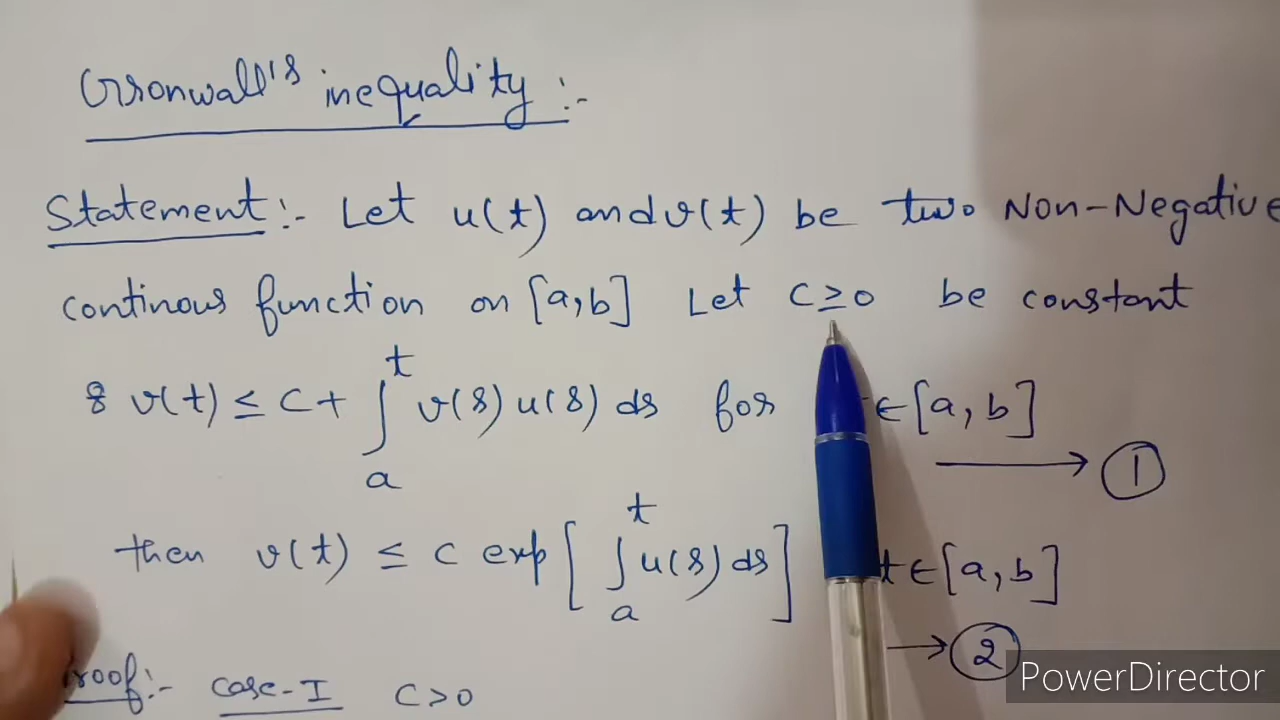 Gronwall's inequality :-
Statement :- Let u(t) and v(t) be two Non-Negative
continous function on [a,b] Let C ≥ 0 be constant
& v(t) ≤ C + ∫ₐᵗ v(s) u(s) ds for ∈ [a, b]
→ ①
then v(t) ≤ C exp[ ∫ₐᵗ u(s) ds ] t ∈ [a, b]
→ ②
Proof :- Case-I C > 0
PowerDirector